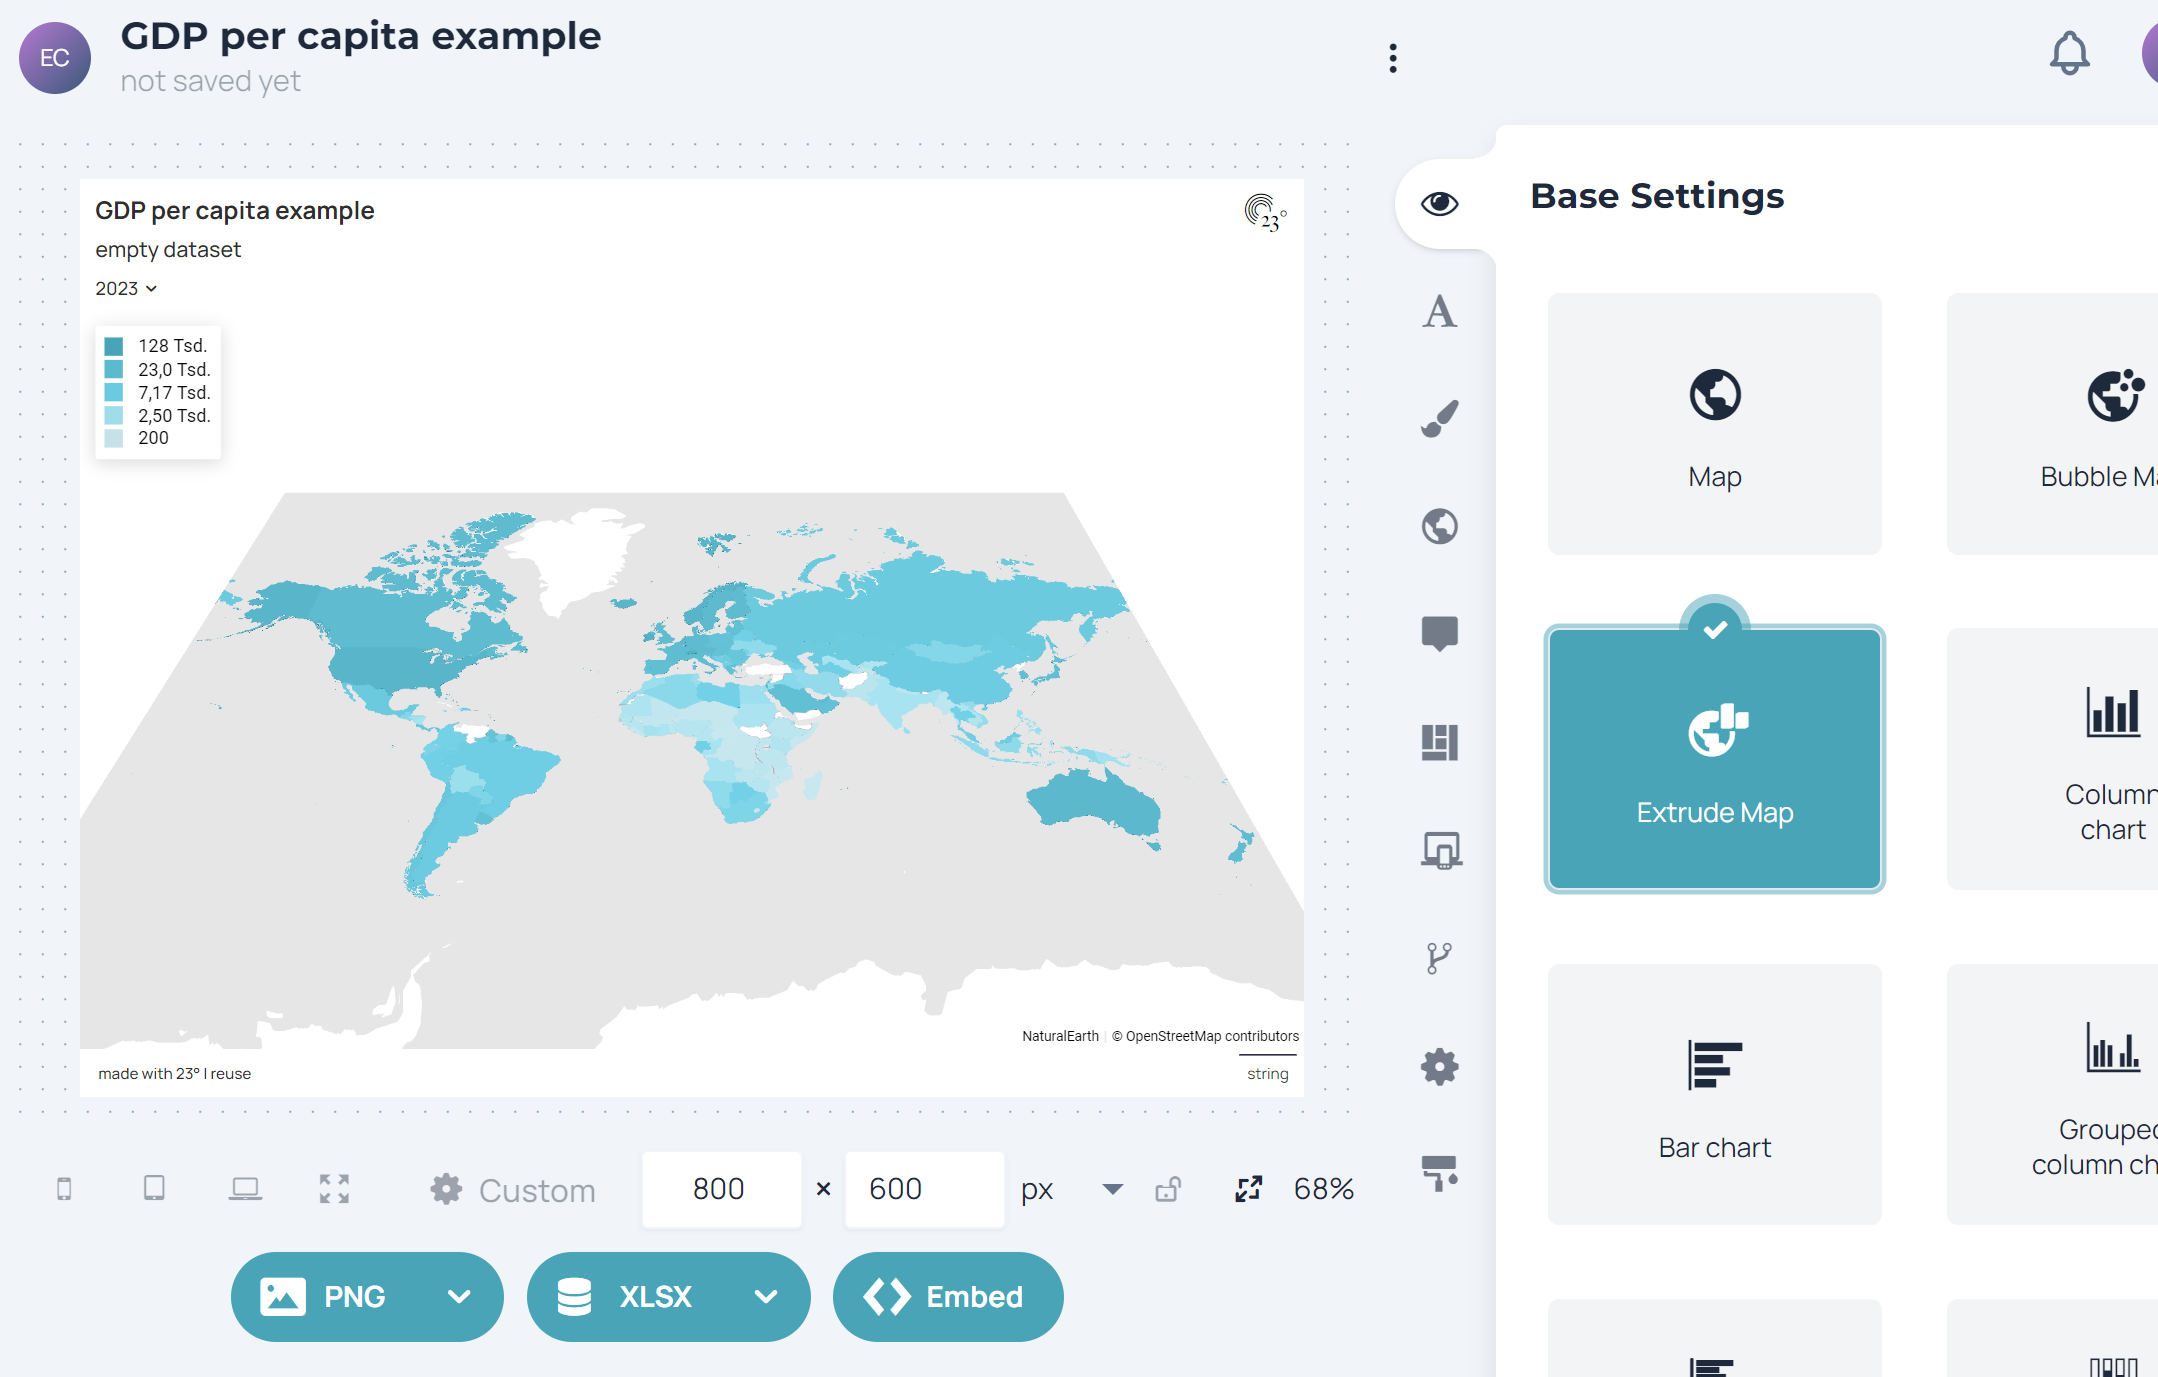 EC
GDP per capita example
not saved yet
GDP per capita example
empty dataset
2023
23°
128 Tsd.
23,0 Tsd.
7,17 Tsd.
2,50 Tsd.
200
NaturalEarth | © OpenStreetMap contributors
made with 23° | reuse
string
Custom
800 × 600 px
68%
PNG
XLSX
Embed
Base Settings
Map
Bubble Ma
Extrude Map
Column
chart
Bar chart
Grouped
column ch